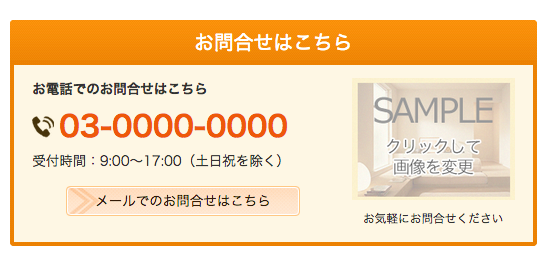 お問合せはこちら
お電話でのお問合せはこちら
03-0000-0000
受付時間：9:00〜17:00（土日祝を除く）
メールでのお問合せはこちら
SAMPLE
クリックして
画像を変更
お気軽にお問合せください